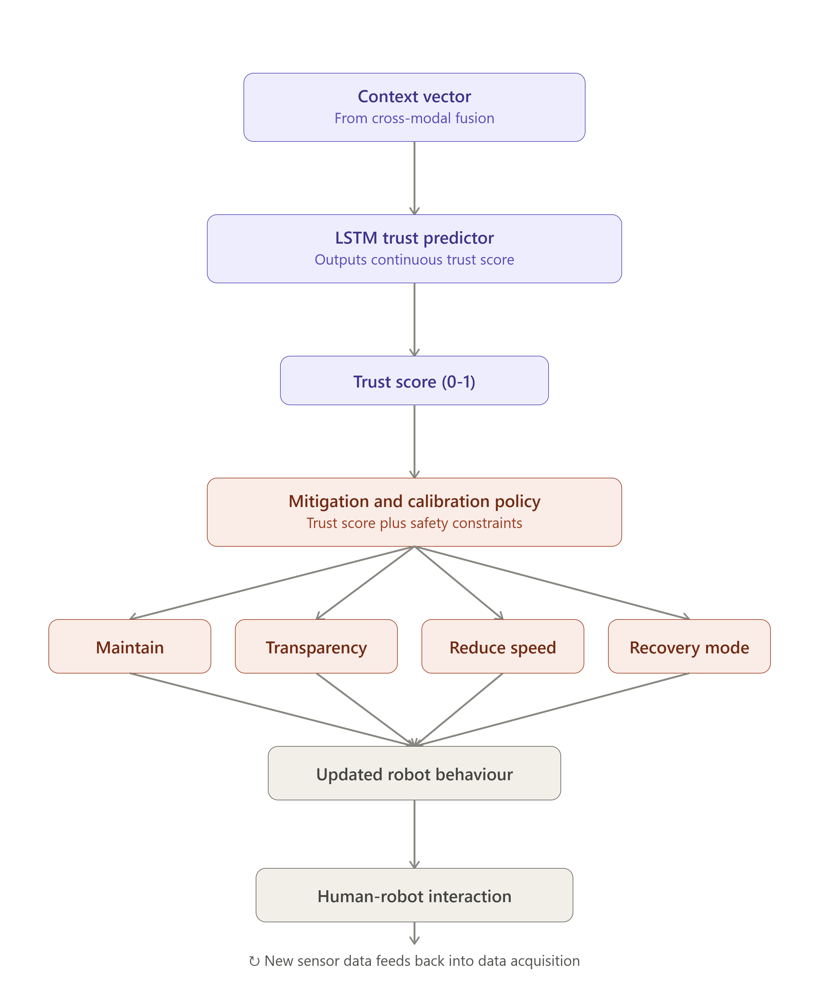 Context vector
From cross-modal fusion
LSTM trust predictor
Outputs continuous trust score
Trust score (0-1)
Mitigation and calibration policy
Trust score plus safety constraints
Maintain
Transparency
Reduce speed
Recovery mode
Updated robot behaviour
Human-robot interaction
↻ New sensor data feeds back into data acquisition